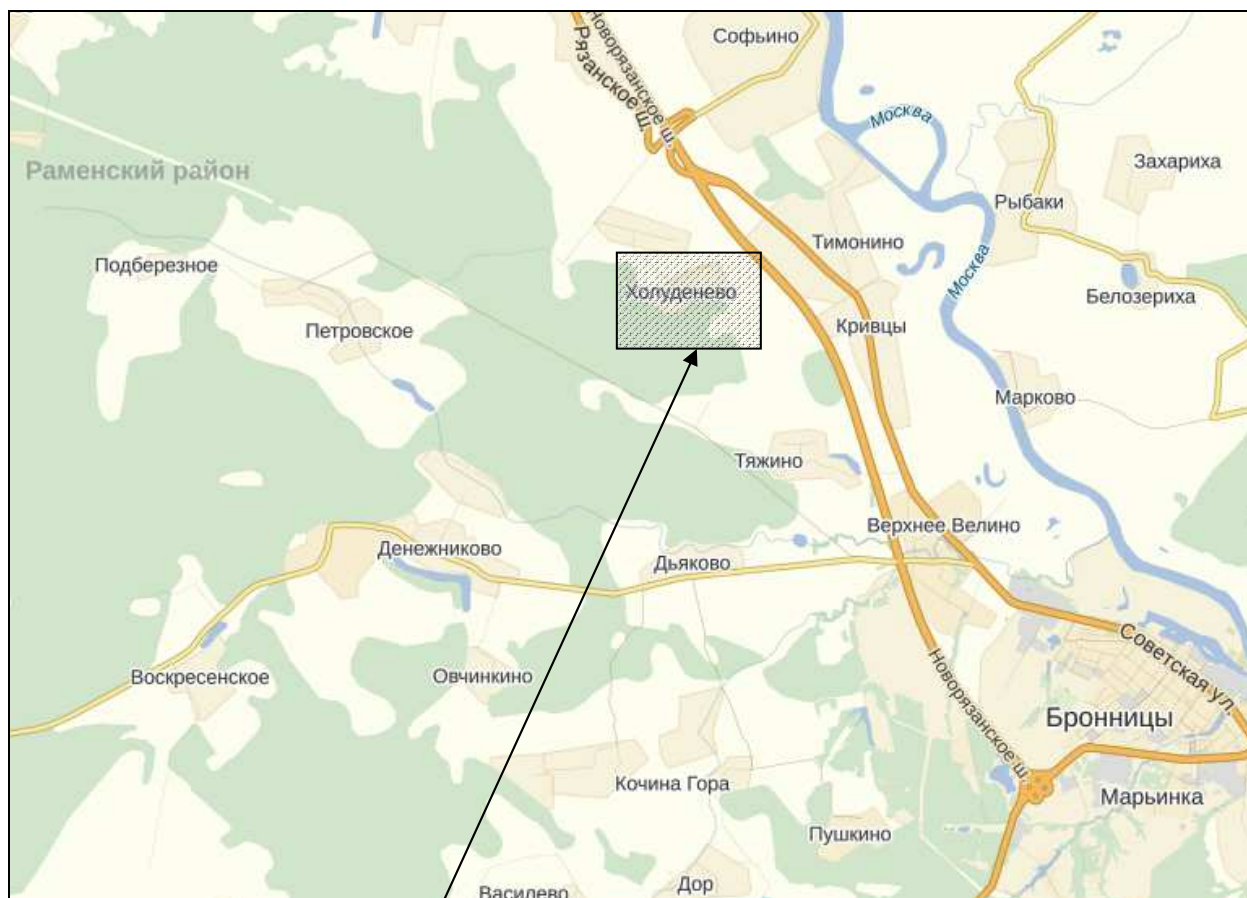 Софьино
Новорязанское ш.
Рязанское ш.
Москва
Захариха
Раменский район
Рыбаки
Тимонино
Подберезное
Москва
Холуденево
Белозериха
Петровское
Кривцы
Марково
Тяжино
Верхнее Велино
Денежниково
Дьяково
Советская ул.
Воскресенское
Овчинкино
Новорязанское ш.
Бронницы
Кочина Гора
Марьинка
Пушкино
Василево
Дор